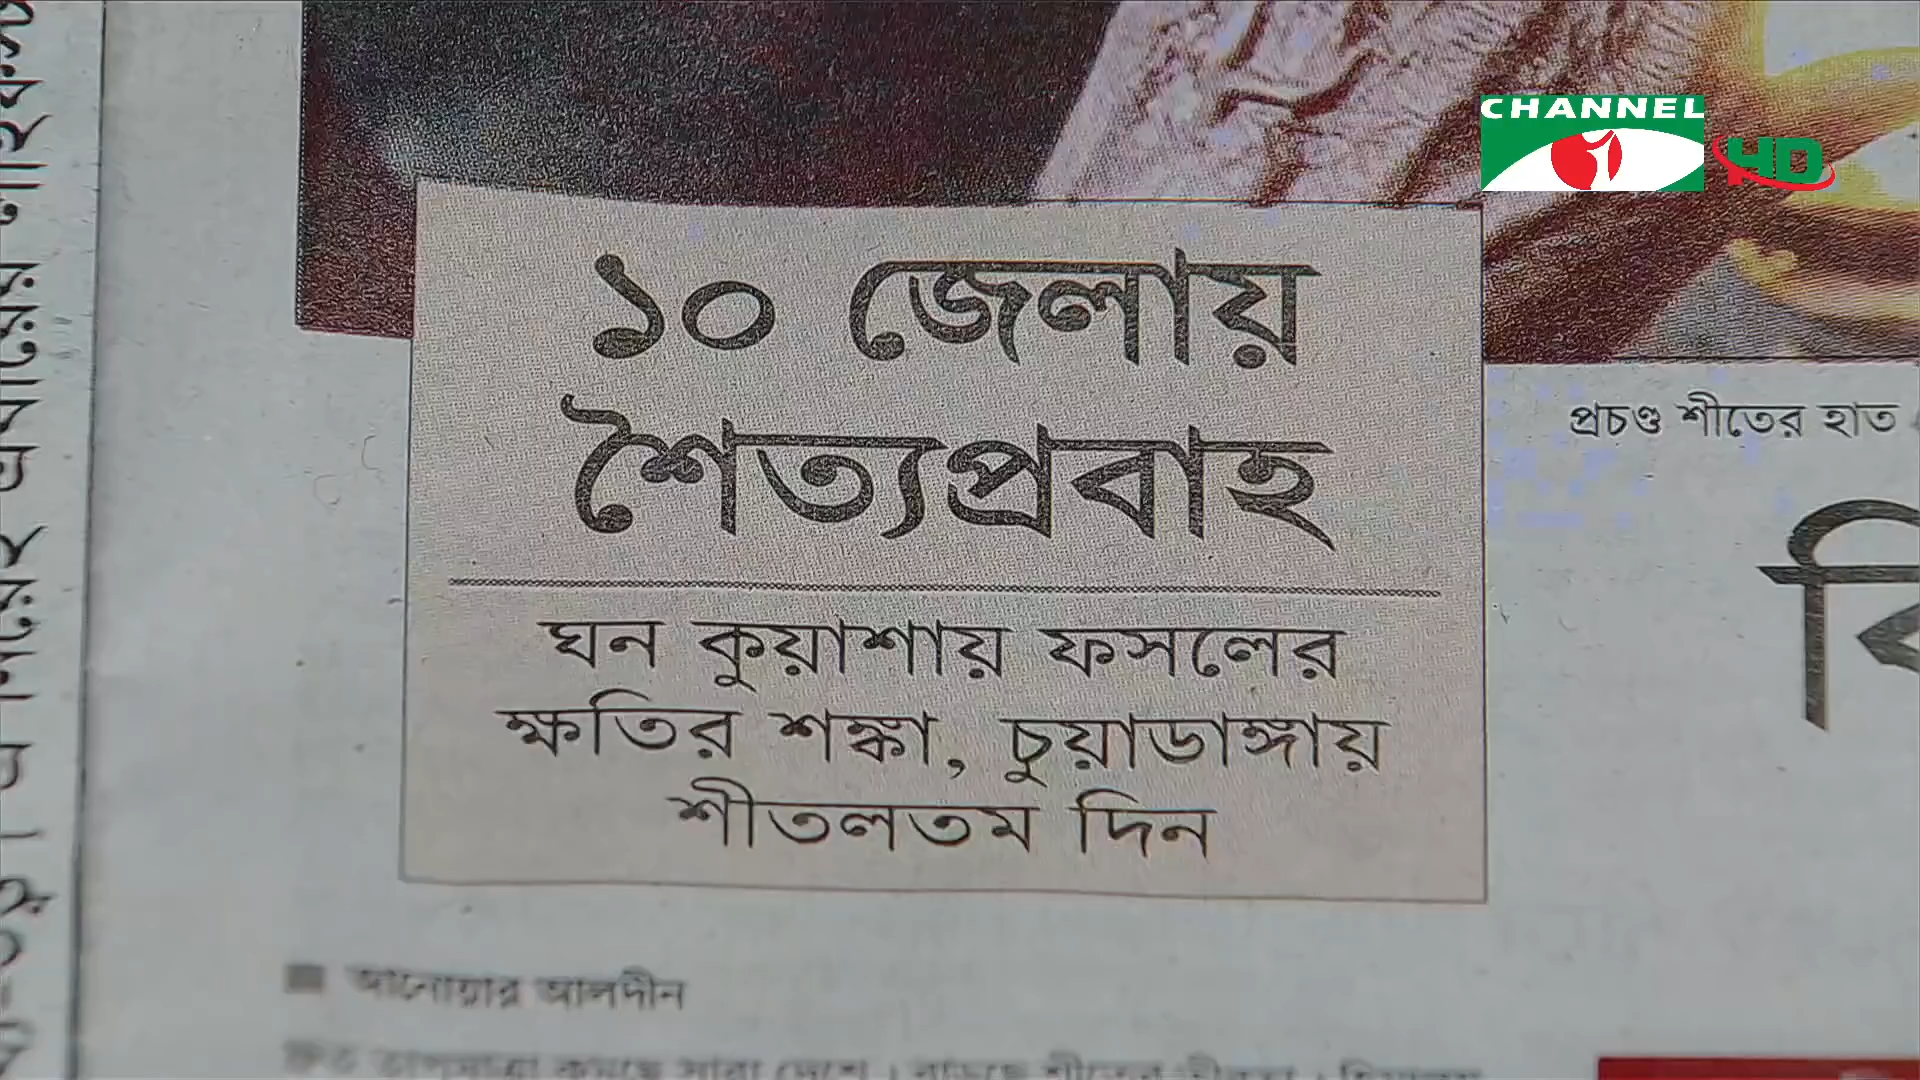 CHANNEL
HD
১০ জেলায়
শৈত্যপ্রবাহ
প্রচণ্ড শীতের হাত
ঘন কুয়াশায় ফসলের
ক্ষতির শঙ্কা, চুয়াডাঙ্গায়
শীতলতম দিন
আনোয়ার আলদীন